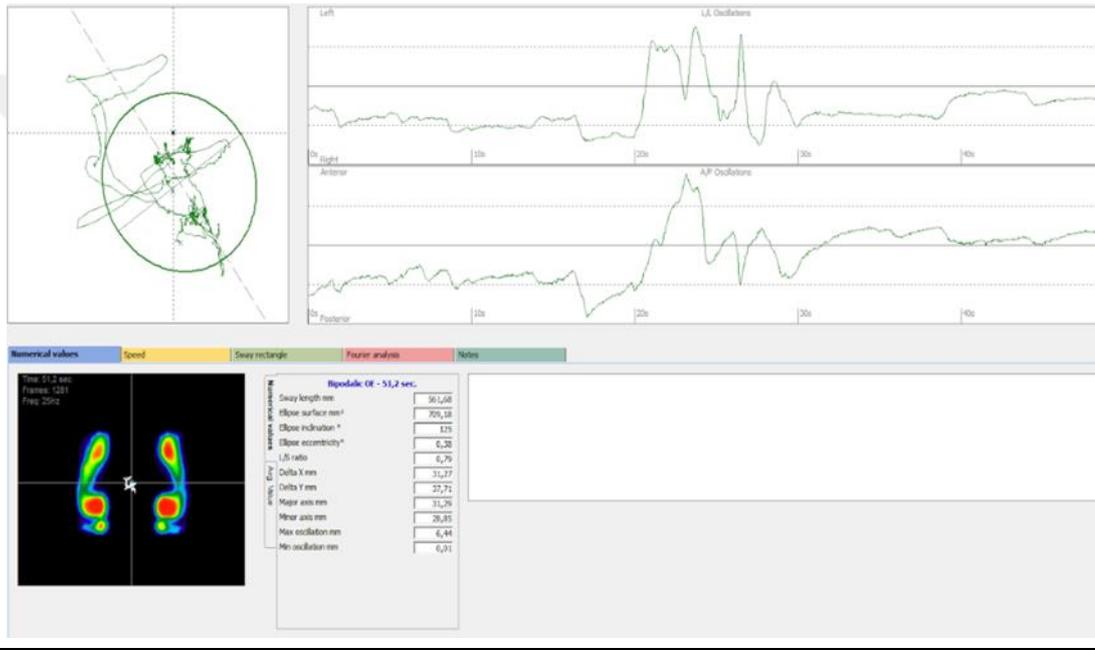 Left
L/L Oscillations
0s
10s
20s
30s
40s
Right
Anterior
A/P Oscillations
0s
10s
20s
30s
40s
Posterior
Numerical values
Speed
Sway rectangle
Fourier analysis
Notes
Time: 51,2 sec.
Frames: 1281
Freq: 25Hz
Numerical values
Avg. Value
Bipodalic OE - 51,2 sec.
Sway length mm 561,68
Ellipse surface mm² 709,18
Ellipse inclination ° 125
Ellipse eccentricity° 0,38
L/S ratio 0,79
Delta X mm 31,77
Delta Y mm 37,71
Major axis mm 31,29
Minor axis mm 28,85
Max oscillation mm 6,44
Min oscillation mm 0,01